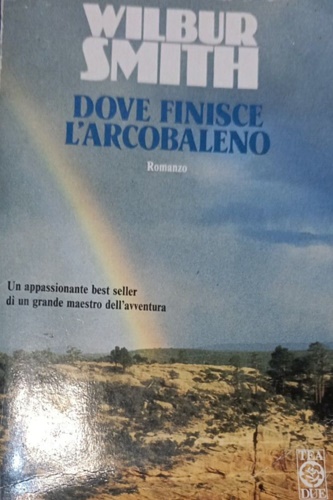 WILBUR
SMITH
DOVE FINISCE
L'ARCOBALENO
Romanzo
Un appassionante best seller
di un grande maestro dell'avventura
TEA
DUE